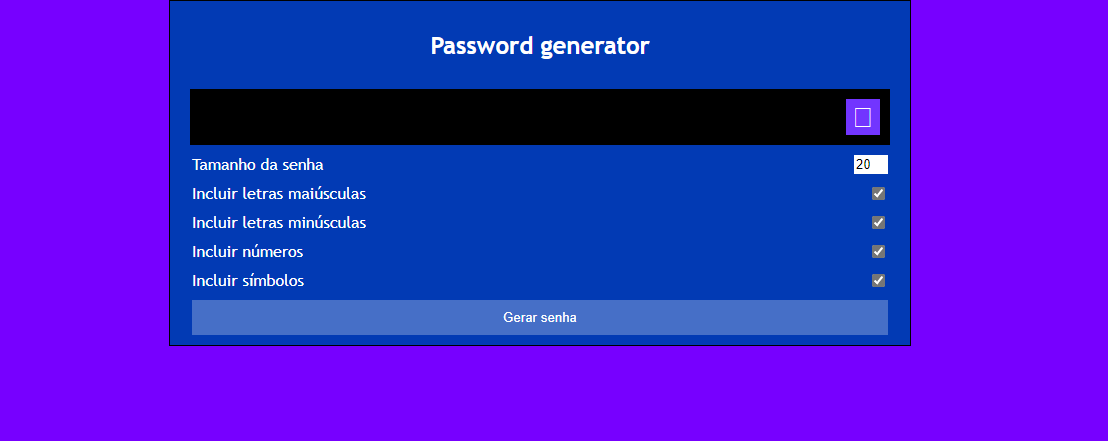 Password generator
Tamanho da senha
20
Incluir letras maiúsculas
Incluir letras minúsculas
Incluir números
Incluir símbolos
Gerar senha